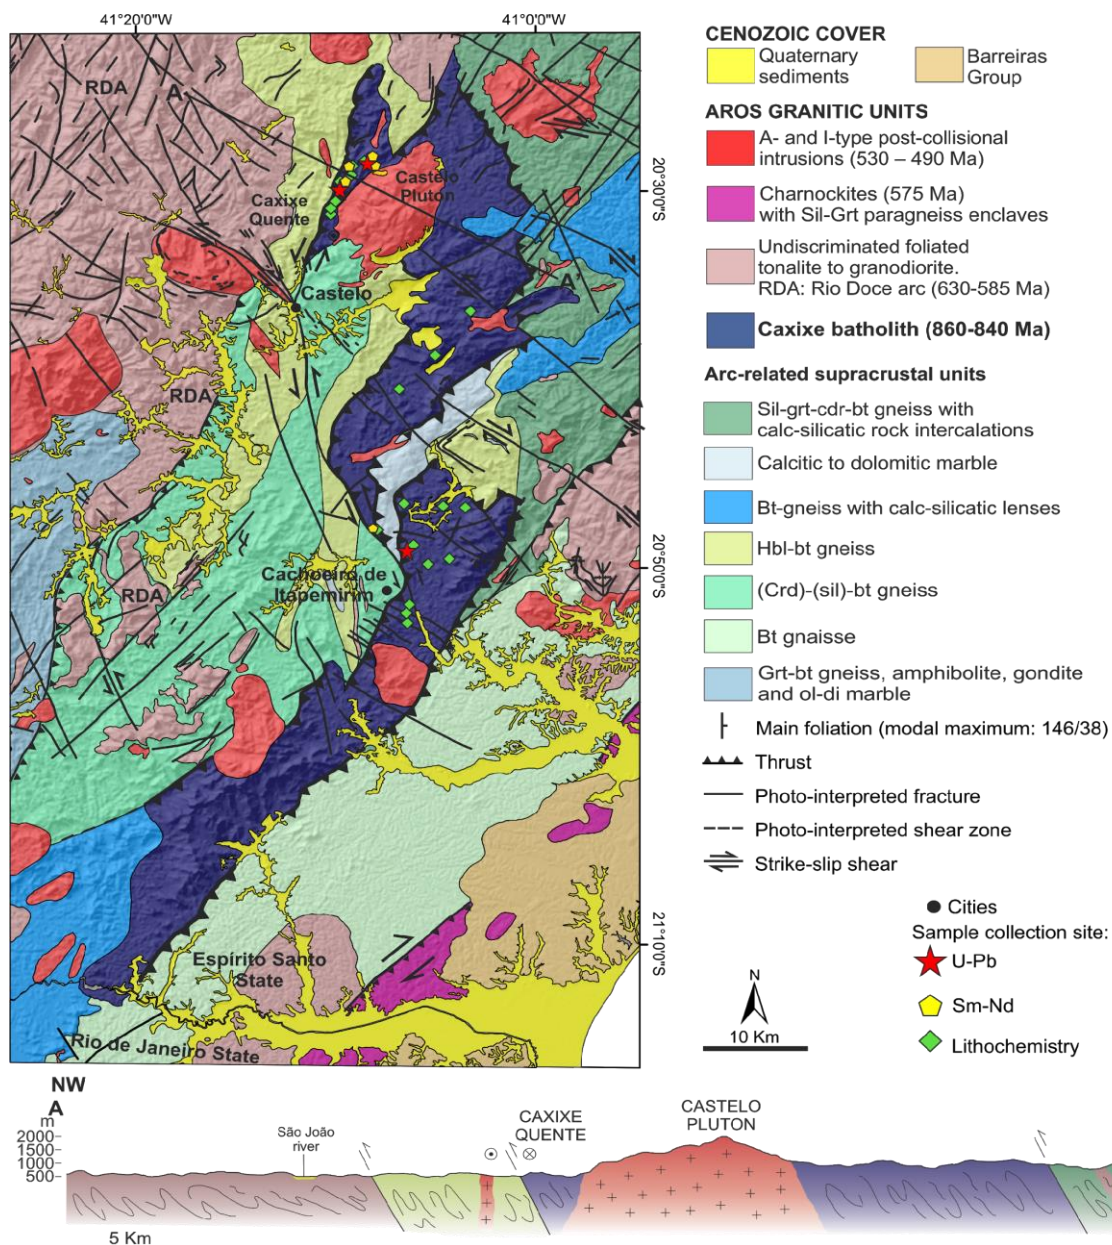 41°20'0"W
41°0'0"W
RDA
A
RDA
Caxixe
Quente
Castelo
Pluton
20°30'0"S
Castelo
A'
RDA
RDA
Cachoeiro de
Itapemirim
20°50'0"S
21°10'0"S
Espírito Santo
State
Rio de Janeiro State
CENOZOIC COVER
Quaternary
sediments
Barreiras
Group
AROS GRANITIC UNITS
A- and I-type post-collisional
intrusions (530 – 490 Ma)
Charnockites (575 Ma)
with Sil-Grt paragneiss enclaves
Undiscriminated foliated
tonalite to granodiorite.
RDA: Rio Doce arc (630-585 Ma)
Caxixe batholith (860-840 Ma)
Arc-related supracrustal units
Sil-grt-cdr-bt gneiss with
calc-silicatic rock intercalations
Calcitic to dolomitic marble
Bt-gneiss with calc-silicatic lenses
Hbl-bt gneiss
(Crd)-(sil)-bt gneiss
Bt gnaisse
Grt-bt gneiss, amphibolite, gondite
and ol-di marble
Main foliation (modal maximum: 146/38)
Thrust
Photo-interpreted fracture
Photo-interpreted shear zone
Strike-slip shear
Cities
Sample collection site:
U-Pb
Sm-Nd
Lithochemistry
N
10 Km
NW
A
m
2000
1500
1000
500
São João
river
CAXIXE
QUENTE
CASTELO
PLUTON
5 Km